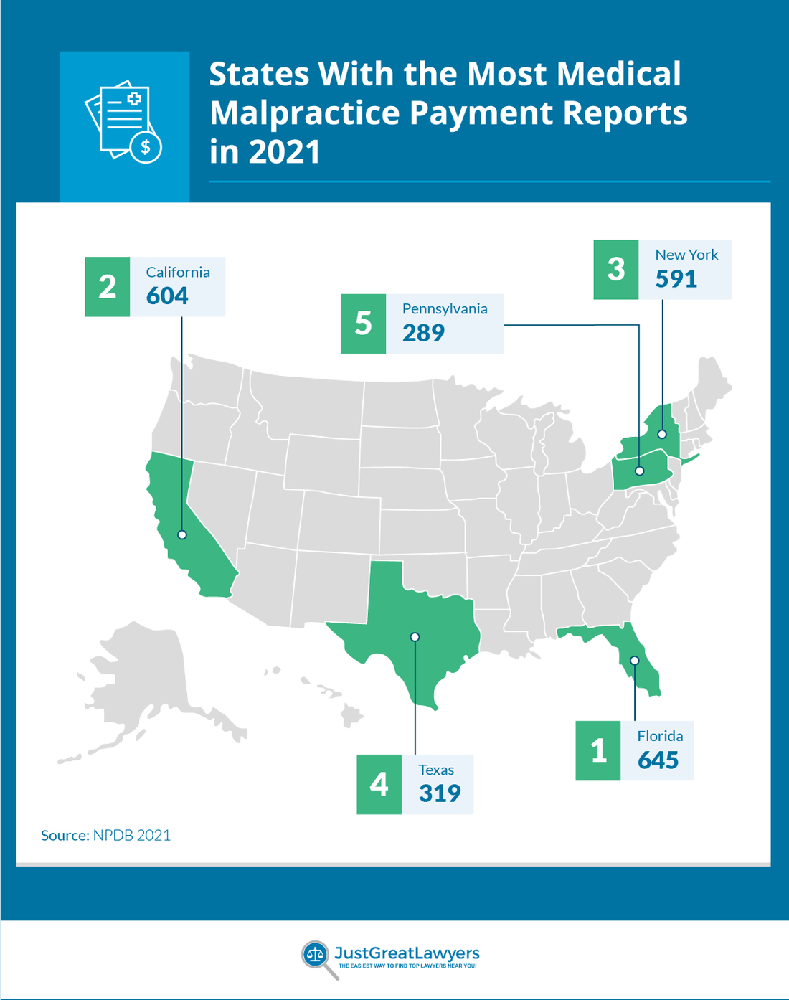 States With the Most Medical
Malpractice Payment Reports
in 2021
$
2
California
604
3
New York
591
5
Pennsylvania
289
1
Florida
645
4
Texas
319
Source: NPDB 2021
JustGreatLawyers
THE EASIEST WAY TO FIND TOP LAWYERS NEAR YOU!